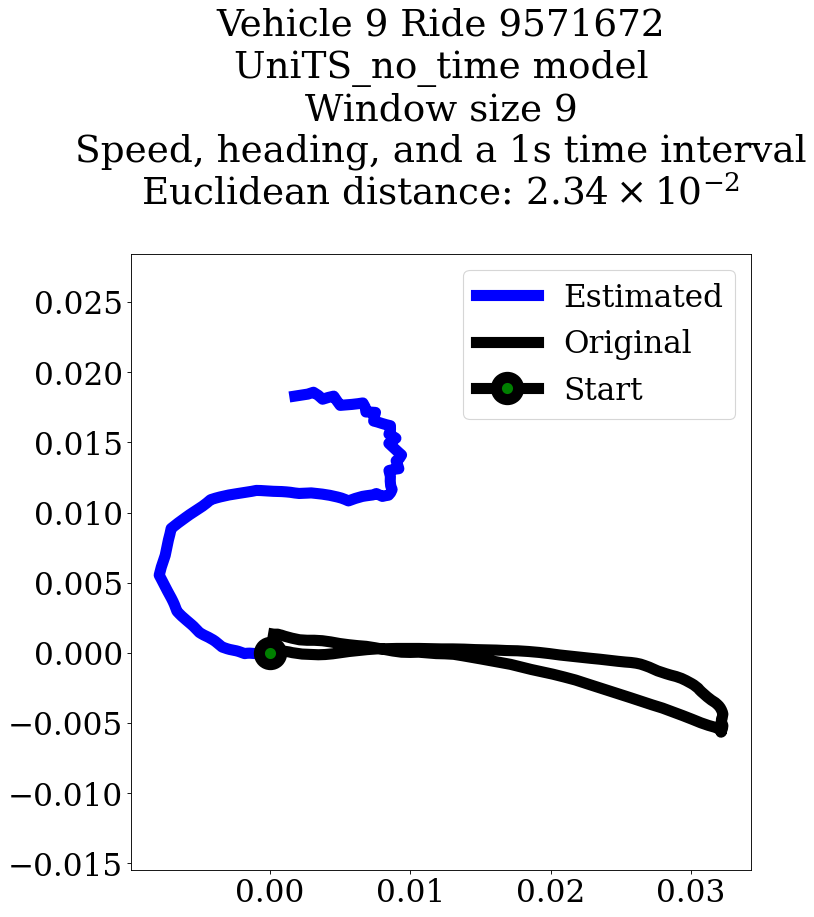 Vehicle 9 Ride 9571672
UniTS_no_time model
Window size 9
Speed, heading, and a 1s time interval
Euclidean distance: 2.34 × 10⁻²
Estimated
Original
Start
0.025
0.020
0.015
0.010
0.005
0.000
−0.005
−0.010
−0.015
0.00 0.01 0.02 0.03